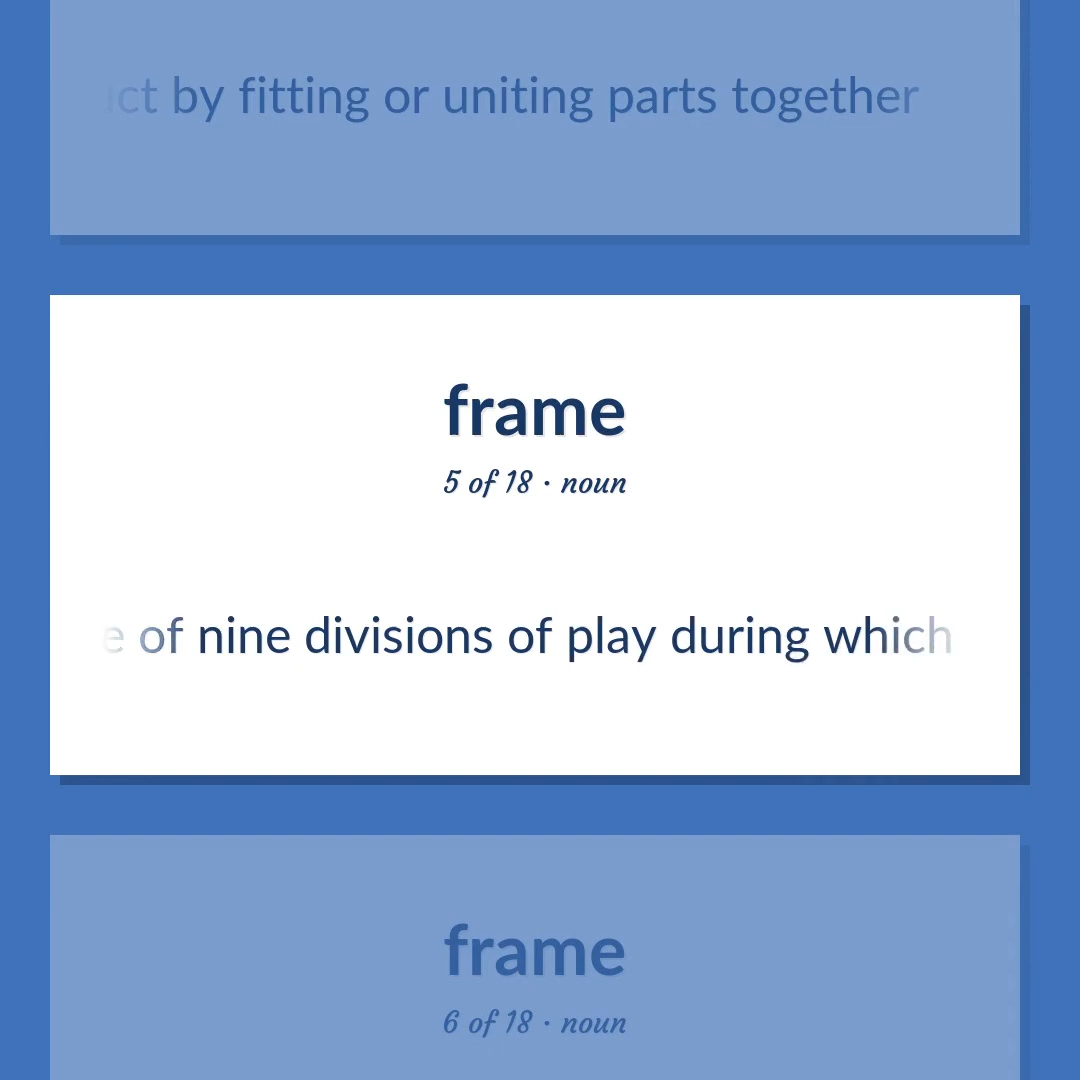 by fitting or uniting parts together
frame
5 of 18 · noun
of nine divisions of play during which
frame
6 of 18 · noun